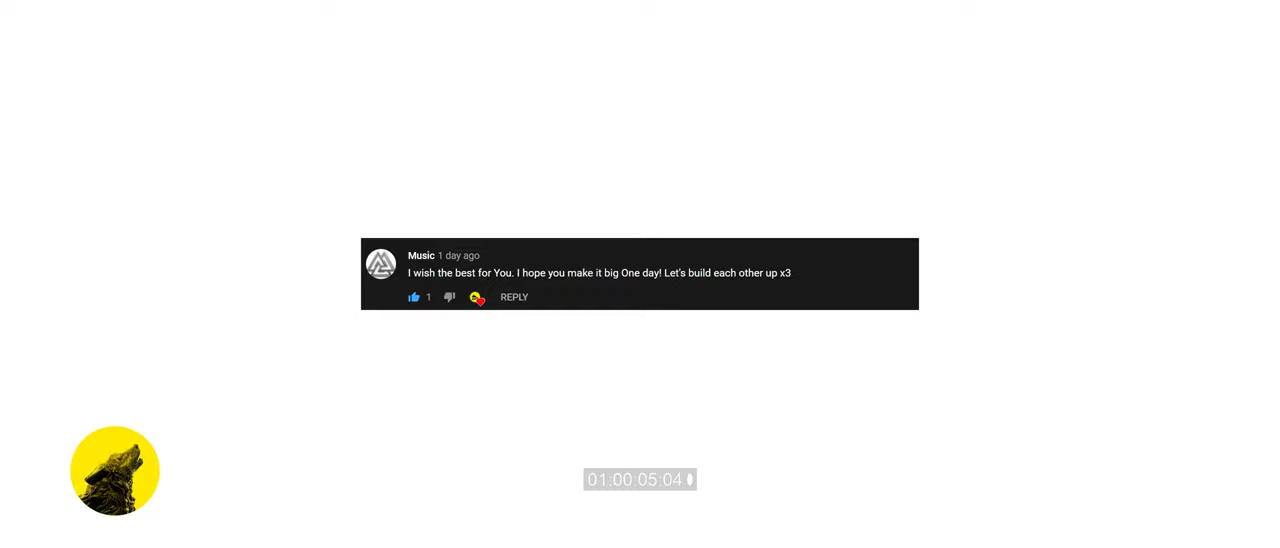 Music 1 day ago
I wish the best for You. I hope you make it big One day! Let's build each other up x3
1 REPLY
01:00:05:04